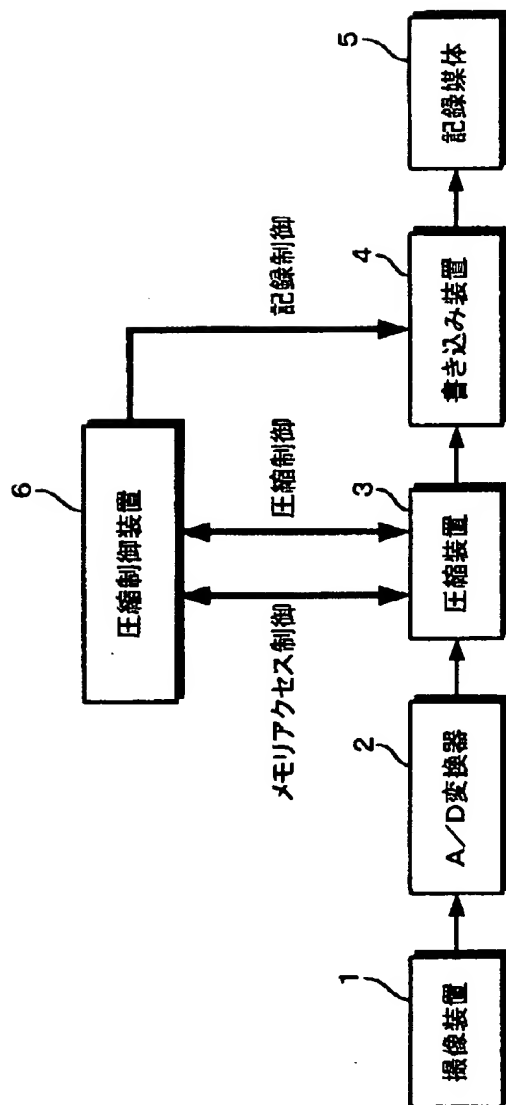 6
圧縮制御装置
メモリアクセス制御
圧縮制御
記録制御
1
撮像装置
2
A/D変換器
3
圧縮装置
4
書き込み装置
5
記録媒体